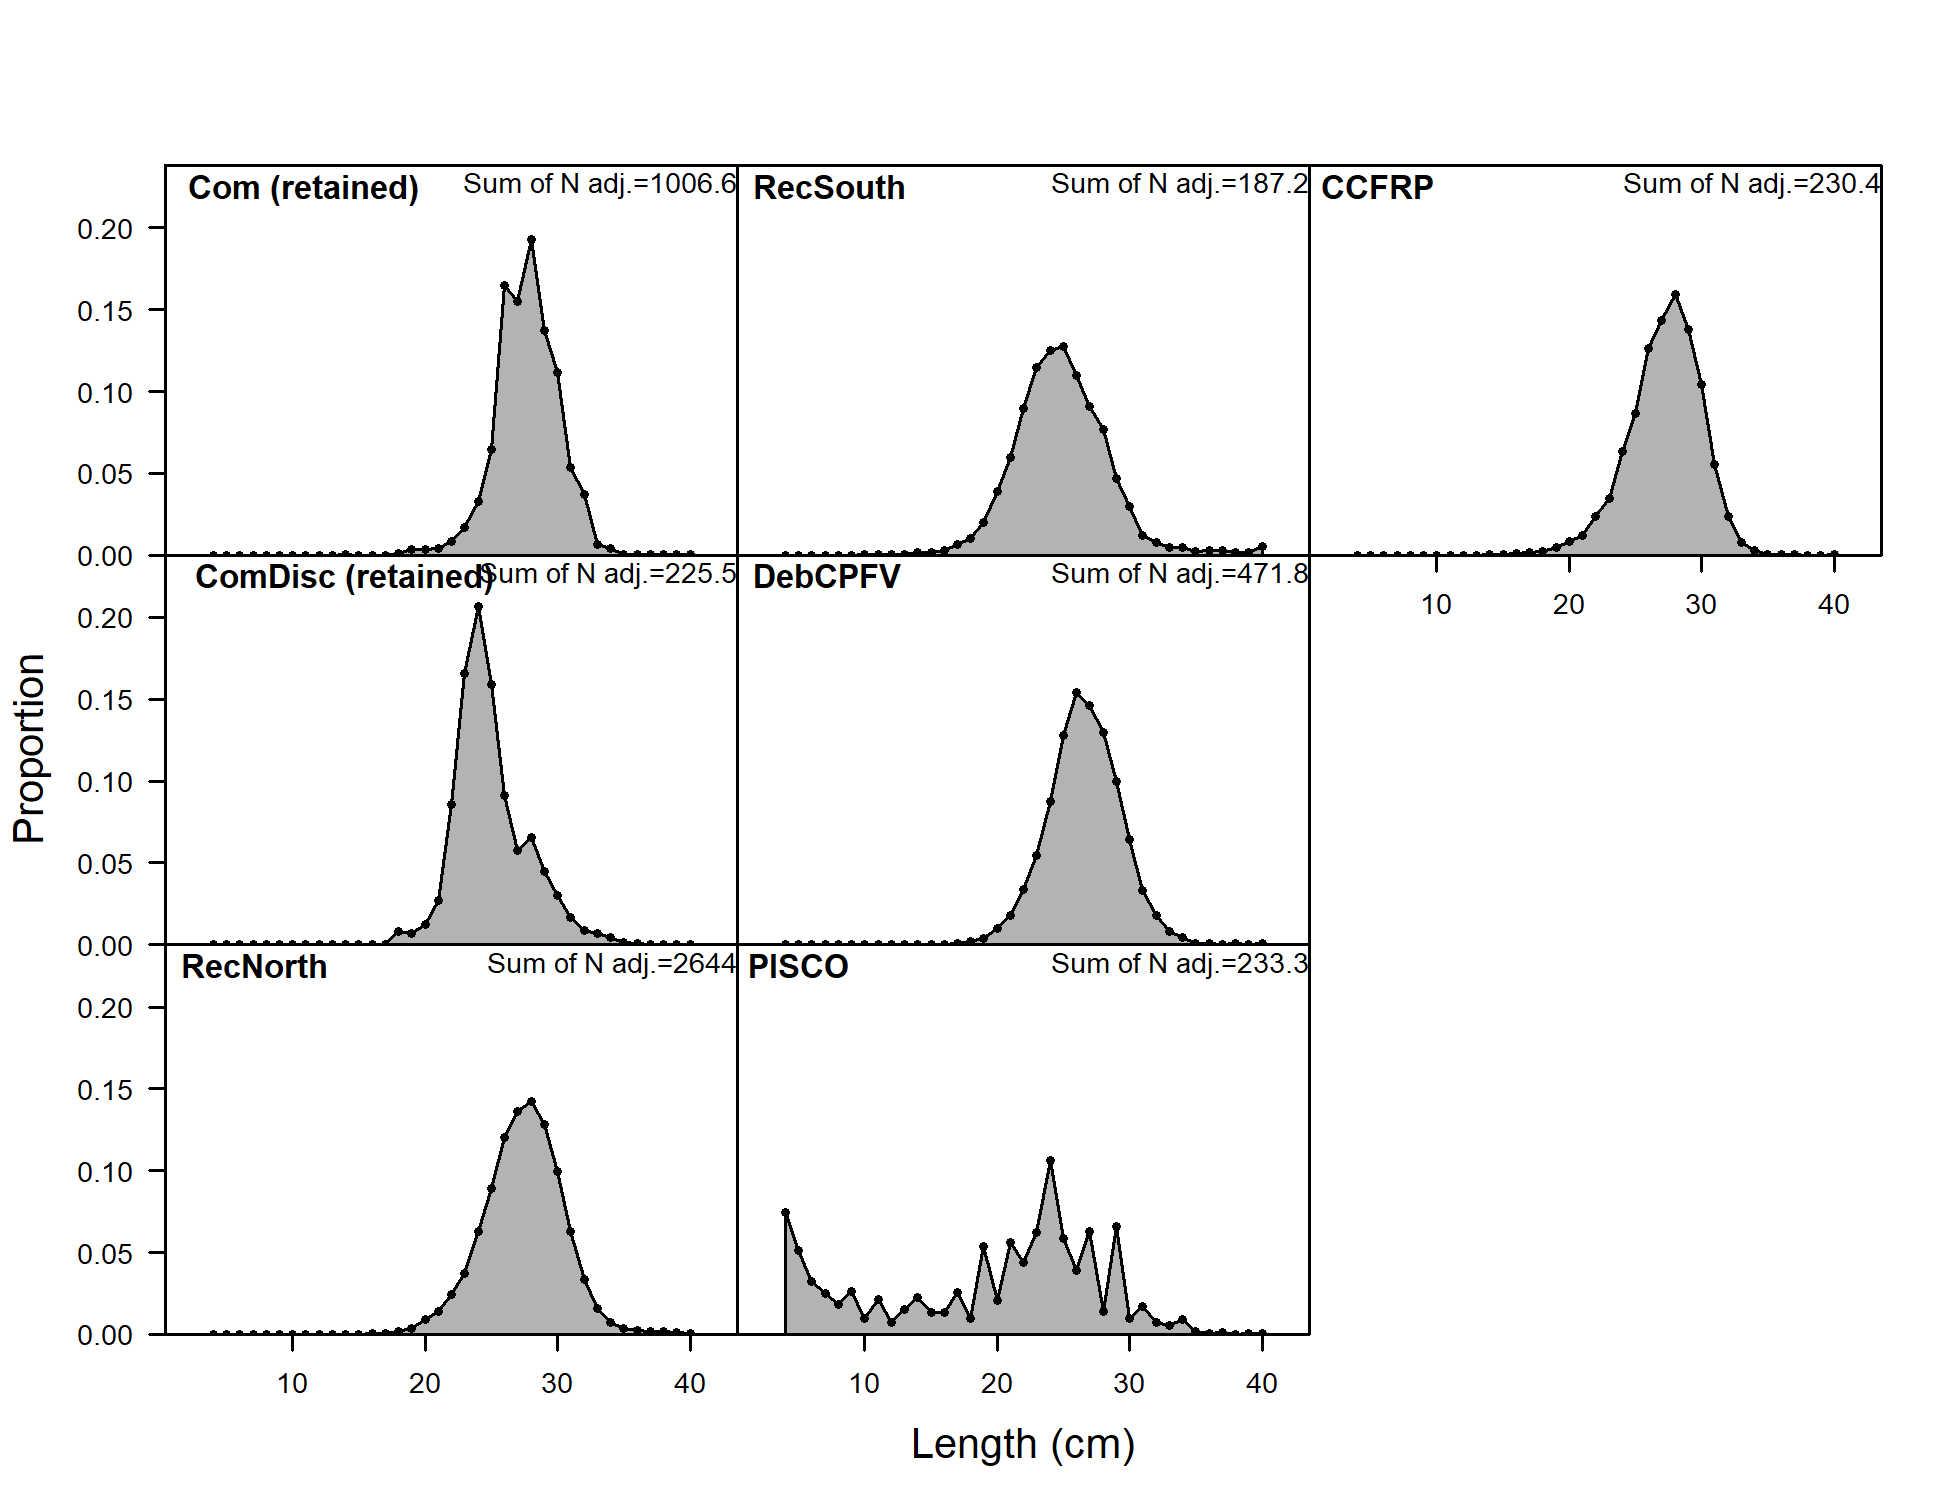 Com (retained) Sum of N adj.=1006.6
RecSouth Sum of N adj.=187.2
CCFRP Sum of N adj.=230.4
0.20
0.15
0.10
0.05
0.00
10 20 30 40
ComDisc (retained) Sum of N adj.=225.5
DebCPFV Sum of N adj.=471.8
0.20
0.15
0.10
0.05
0.00
Proportion
RecNorth Sum of N adj.=2644
PISCO Sum of N adj.=233.3
0.20
0.15
0.10
0.05
0.00
10 20 30 40
10 20 30 40
Length (cm)